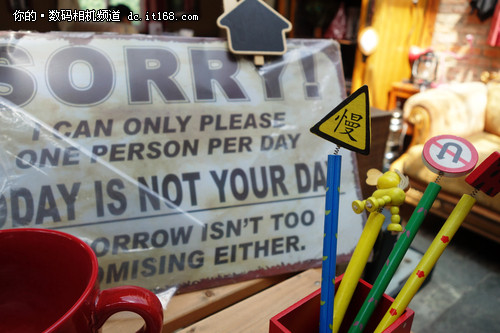 你的·数码相机频道 dc.it168.com
SORRY!
I CAN ONLY PLEASE
ONE PERSON PER DAY
ODAY IS NOT YOUR DA
ORROW ISN'T TOO
OMISING EITHER.
慢